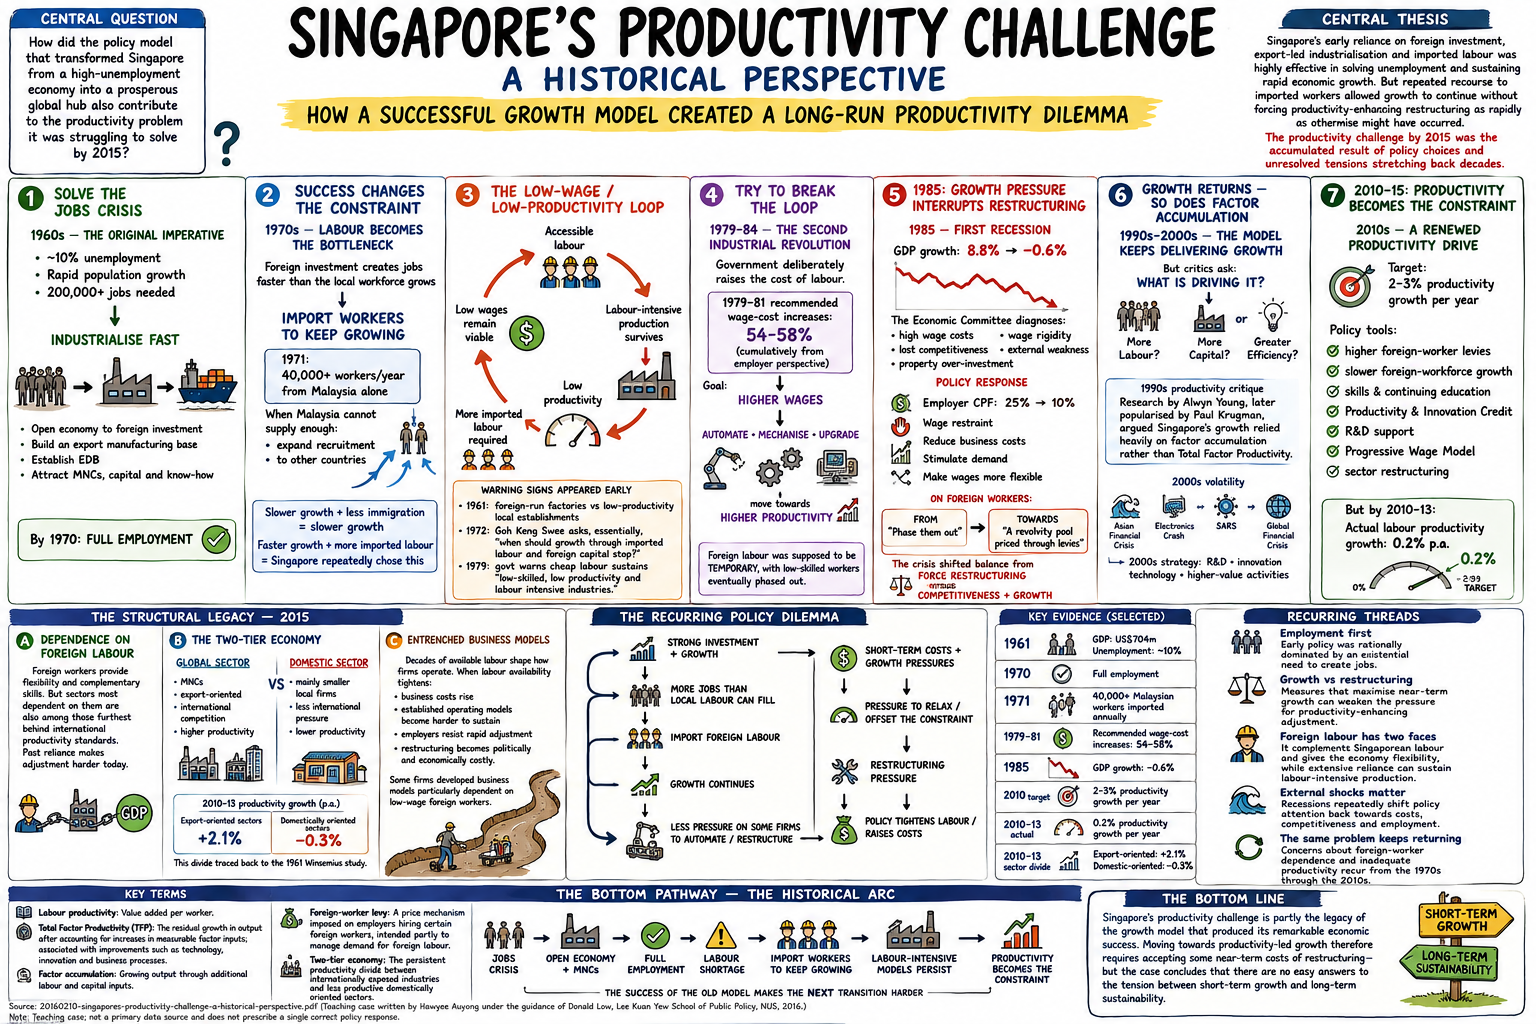 CENTRAL QUESTION
How did the policy model
that transformed Singapore
from a high-unemployment
economy into a prosperous
global hub also contribute
to the productivity problem
it was struggling to solve
by 2015?
?
SINGAPORE'S PRODUCTIVITY CHALLENGE
A HISTORICAL PERSPECTIVE
HOW A SUCCESSFUL GROWTH MODEL CREATED A LONG-RUN PRODUCTIVITY DILEMMA
CENTRAL THESIS
Singapore's early reliance on foreign investment,
export-led industrialisation and imported labour was
highly effective in solving unemployment and sustaining
rapid economic growth. But repeated recourse to
imported workers allowed growth to continue without
forcing productivity-enhancing restructuring as rapidly
as otherwise might have occurred.
The productivity challenge by 2015 was the
accumulated result of policy choices and
unresolved tensions stretching back decades.
1 SOLVE THE
JOBS CRISIS
1960s — THE ORIGINAL IMPERATIVE
• ~10% unemployment
• Rapid population growth
• 200,000+ jobs needed
INDUSTRIALISE FAST
• Open economy to foreign investment
• Build an export manufacturing base
• Establish EDB
• Attract MNCs, capital and know-how
By 1970: FULL EMPLOYMENT
2 SUCCESS CHANGES
THE CONSTRAINT
1970s — LABOUR BECOMES
THE BOTTLENECK
Foreign investment creates jobs
faster than the local workforce grows
IMPORT WORKERS
TO KEEP GROWING
1971:
40,000+ workers/year
from Malaysia alone
When Malaysia cannot
supply enough:
• expand recruitment
• to other countries
Slower growth + less immigration
= slower growth
Faster growth + more imported labour
= Singapore repeatedly chose this
3 THE LOW-WAGE /
LOW-PRODUCTIVITY LOOP
Accessible
labour
Low wages
remain
viable
$
Labour-intensive
production
survives
Low
productivity
More imported
labour
required
WARNING SIGNS APPEARED EARLY
• 1961: foreign-run factories vs low-productivity
local establishments
• 1972: Goh Keng Swee asks, essentially,
"when should growth through imported
labour and foreign capital stop?"
• 1979: govt warns cheap labour sustains
"low-skilled, low productivity and
labour intensive industries."
4 TRY TO BREAK
THE LOOP
1979-84 — THE SECOND
INDUSTRIAL REVOLUTION
Government deliberately
raises the cost of labour.
1979-81 recommended
wage-cost increases:
54-58%
(cumulatively from
employer perspective)
Goal:
HIGHER WAGES
AUTOMATE • MECHANISE • UPGRADE
move towards
HIGHER PRODUCTIVITY
Foreign labour was supposed to be
TEMPORARY, with low-skilled workers
eventually phased out.
5 1985: GROWTH PRESSURE
INTERRUPTS RESTRUCTURING
1985 — FIRST RECESSION
GDP growth: 8.8% → -0.6%
The Economic Committee diagnoses:
• high wage costs • wage rigidity
• lost competitiveness • external weakness
• property over-investment
POLICY RESPONSE
$ Employer CPF: 25% → 10%
Wage restraint
Reduce business costs
Stimulate demand
Make wages more flexible
ON FOREIGN WORKERS:
FROM
"Phase them out"
TOWARDS
"A revolvity pool
priced through levies"
The crisis shifted balance from
FORCE RESTRUCTURING
COMPETITIVENESS + GROWTH
6 GROWTH RETURNS —
SO DOES FACTOR
ACCUMULATION
1990s-2000s — THE MODEL
KEEPS DELIVERING GROWTH
But critics ask:
WHAT IS DRIVING IT?
or
More
Labour?
More
Capital?
Greater
Efficiency?
1990s productivity critique
Research by Alwyn Young, later
popularised by Paul Krugman,
argued Singapore's growth relied
heavily on factor accumulation
rather than Total Factor Productivity.
2000s volatility
Asian
Financial
Crisis
Electronics
Crash
SARS
Global
Financial
Crisis
2000s strategy: R&D • innovation
technology • higher-value activities
7 2010-15: PRODUCTIVITY
BECOMES THE CONSTRAINT
2010s — A RENEWED
PRODUCTIVITY DRIVE
Target:
2-3% productivity
growth per year
Policy tools:
higher foreign-worker levies
slower foreign-workforce growth
skills & continuing education
Productivity & Innovation Credit
R&D support
Progressive Wage Model
sector restructuring
But by 2010-13:
Actual labour productivity
growth: 0.2% p.a.
0.2%
0%
TARGET
THE STRUCTURAL LEGACY — 2015
A DEPENDENCE ON
FOREIGN LABOUR
Foreign workers provide
flexibility and complementary
skills. But sectors most
dependent on them are
also among those furthest
behind international
productivity standards.
Past reliance makes
adjustment harder today.
GDP
B THE TWO-TIER ECONOMY
GLOBAL SECTOR
• MNCs
• export-oriented
• international
competition
• higher productivity
VS
DOMESTIC SECTOR
• mainly smaller
local firms
• less international
pressure
• lower productivity
2010-13 productivity growth (p.a.)
Export-oriented sectors
+2.1%
Domestically oriented
sectors
-0.3%
This divide traced back to the 1961 Winsemius study.
C ENTRENCHED BUSINESS MODELS
Decades of available labour shape how
firms operate. When labour availability
tightens:
• business costs rise
• established operating models
become harder to sustain
• employers resist rapid adjustment
• restructuring becomes politically
and economically costly.
Some firms developed business
models particularly dependent on
low-wage foreign workers.
THE RECURRING POLICY DILEMMA
STRONG INVESTMENT
+ GROWTH
MORE JOBS THAN
LOCAL LABOUR CAN FILL
IMPORT FOREIGN LABOUR
GROWTH CONTINUES
LESS PRESSURE ON SOME FIRMS
TO AUTOMATE / RESTRUCTURE
$ SHORT-TERM COSTS +
GROWTH PRESSURES
PRESSURE TO RELAX /
OFFSET THE CONSTRAINT
RESTRUCTURING
PRESSURE
$ POLICY TIGHTENS LABOUR /
RAISES COSTS
KEY EVIDENCE (SELECTED)
1961 GDP: US$704m
Unemployment: ~10%
1970 Full employment
1971 40,000+ Malaysian
workers imported
annually
1979-81 $ Recommended wage-cost
increases: 54-58%
1985 GDP growth: -0.6%
2010 target 2-3% productivity
growth per year
2010-13
actual
0.2% productivity
growth per year
2010-13
sector divide
Export-oriented: +2.1%
Domestic-oriented: -0.3%
RECURRING THREADS
Employment first
Early policy was rationally
dominated by an existential
need to create jobs.
Growth vs restructuring
Measures that maximise near-term
growth can weaken the pressure
for productivity-enhancing
adjustment.
Foreign labour has two faces
It complements Singaporean labour
and gives the economy flexibility,
while extensive reliance can sustain
labour-intensive production.
External shocks matter
Recessions repeatedly shift policy
attention back towards costs,
competitiveness and employment.
The same problem keeps returning
Concerns about foreign-worker
dependence and inadequate
productivity recur from the 1970s
through the 2010s.
KEY TERMS
Labour productivity: Value added per worker.
Total Factor Productivity (TFP): The residual growth in output
after accounting for increases in measurable factor inputs;
associated with improvements such as technology,
innovation and business processes.
Factor accumulation: Growing output through additional
labour and capital inputs.
Foreign-worker levy: A price mechanism
imposed on employers hiring certain
foreign workers, intended partly to
manage demand for foreign labour.
Two-tier economy: The persistent
productivity divide between
internationally exposed industries
and less productive domestically
oriented sectors.
THE BOTTOM PATHWAY — THE HISTORICAL ARC
JOBS
CRISIS
OPEN ECONOMY
+ MNCs
FULL
EMPLOYMENT
LABOUR
SHORTAGE
IMPORT WORKERS
TO KEEP GROWING
LABOUR-INTENSIVE
MODELS PERSIST
PRODUCTIVITY
BECOMES THE
CONSTRAINT
THE SUCCESS OF THE OLD MODEL MAKES THE NEXT TRANSITION HARDER
THE BOTTOM LINE
Singapore's productivity challenge is partly the legacy of
the growth model that produced its remarkable economic
success. Moving towards productivity-led growth therefore
requires accepting some near-term costs of restructuring—
but the case concludes that there are no easy answers to
the tension between short-term growth and long-term
sustainability.
SHORT-TERM
GROWTH
LONG-TERM
SUSTAINABILITY
Source: 20160210-singapores-productivity-challenge-a-historical-perspective.pdf (Teaching case written by Hawyee Auyong under the guidance of Donald Low, Lee Kuan Yew School of Public Policy, NUS, 2016.)
Note: Teaching case; not a primary data source and does not prescribe a single correct policy response.